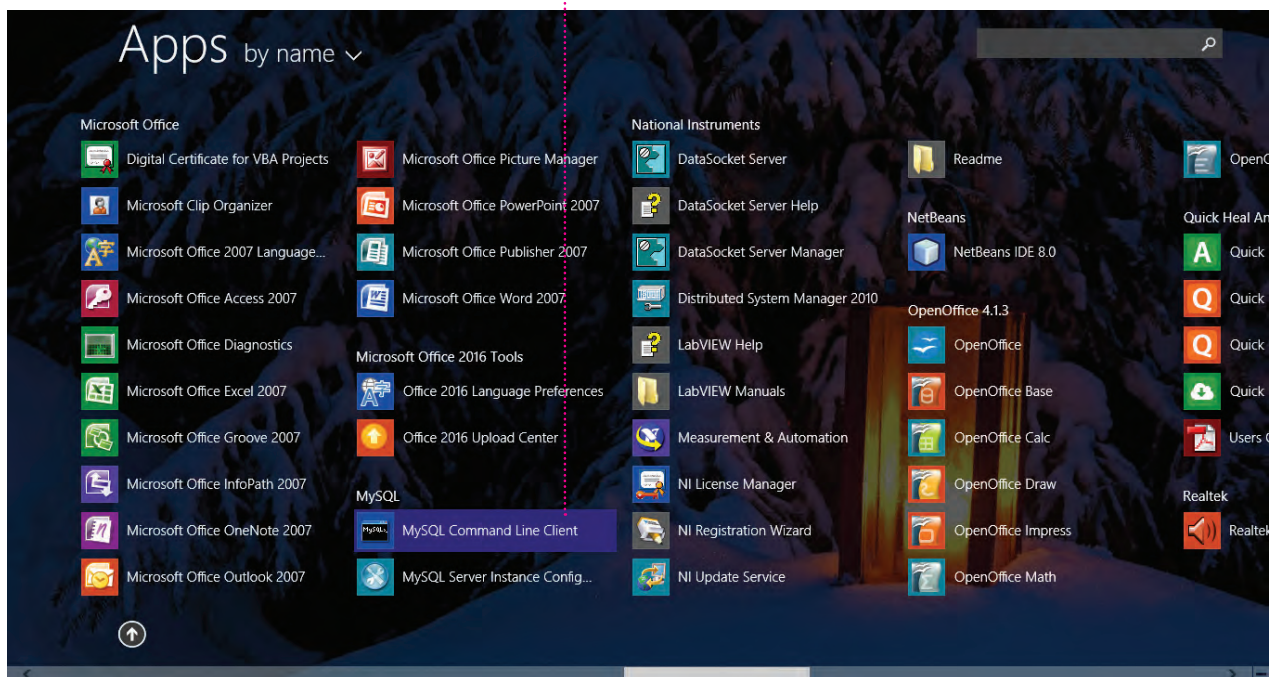 Apps by name
Microsoft Office
Digital Certificate for VBA Projects
Microsoft Clip Organizer
Microsoft Office 2007 Language...
Microsoft Office Access 2007
Microsoft Office Diagnostics
Microsoft Office Excel 2007
Microsoft Office Groove 2007
Microsoft Office InfoPath 2007
Microsoft Office OneNote 2007
Microsoft Office Outlook 2007
Microsoft Office Picture Manager
Microsoft Office PowerPoint 2007
Microsoft Office Publisher 2007
Microsoft Office Word 2007
Microsoft Office 2016 Tools
Office 2016 Language Preferences
Office 2016 Upload Center
MySQL
MySQL Command Line Client
MySQL Server Instance Config...
National Instruments
DataSocket Server
DataSocket Server Help
DataSocket Server Manager
Distributed System Manager 2010
LabVIEW Help
LabVIEW Manuals
Measurement & Automation
NI License Manager
NI Registration Wizard
NI Update Service
Readme
NetBeans
NetBeans IDE 8.0
OpenOffice 4.1.3
OpenOffice
OpenOffice Base
OpenOffice Calc
OpenOffice Draw
OpenOffice Impress
OpenOffice Math
Quick Heal
Quick
Quick
Quick
Quick
Users
Realtek
Realtek